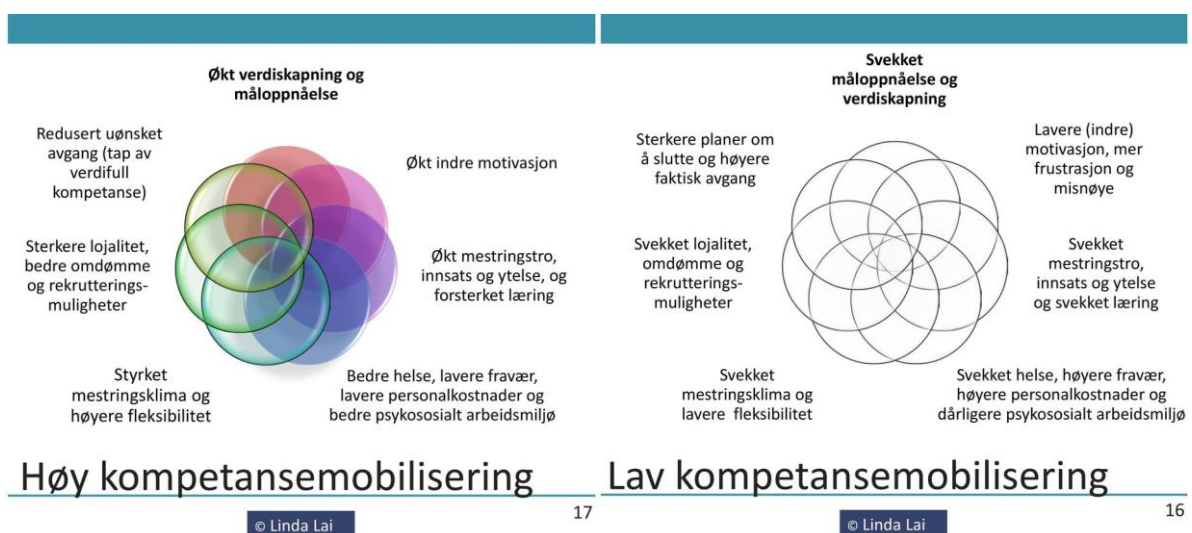 Økt verdiskapning og
måloppnåelse
Redusert uønsket
avgang (tap av
verdifull
kompetanse)
Økt indre motivasjon
Sterkere lojalitet,
bedre omdømme
og rekrutterings-
muligheter
Økt mestringstro,
innsats og ytelse, og
forsterket læring
Styrket
mestringsklima og
høyere fleksibilitet
Bedre helse, lavere fravær,
lavere personalkostnader og
bedre psykososialt arbeidsmiljø
Høy kompetansemobilisering
© Linda Lai
17
Svekket
måloppnåelse og
verdiskapning
Sterkere planer om
å slutte og høyere
faktisk avgang
Lavere (indre)
motivasjon, mer
frustrasjon og
misnøye
Svekket lojalitet,
omdømme og
rekrutterings-
muligheter
Svekket
mestringstro,
innsats og ytelse
og svekket læring
Svekket
mestringsklima og
lavere fleksibilitet
Svekket helse, høyere fravær,
høyere personalkostnader og
dårligere psykososialt arbeidsmiljø
Lav kompetansemobilisering
© Linda Lai
16